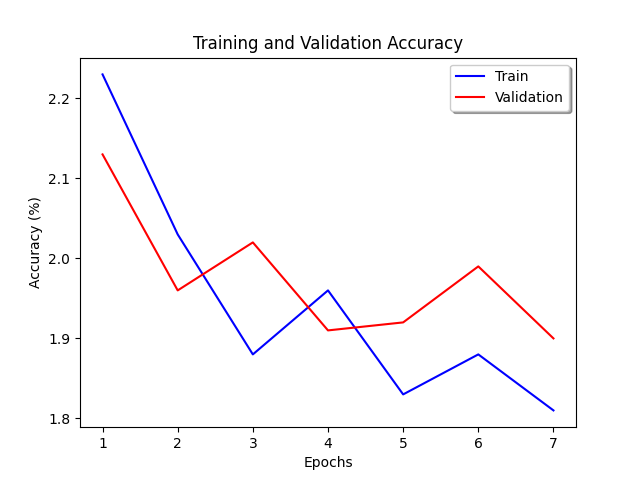 Training and Validation Accuracy
Train
Validation
Accuracy (%)
2.2
2.1
2.0
1.9
1.8
1 2 3 4 5 6 7
Epochs